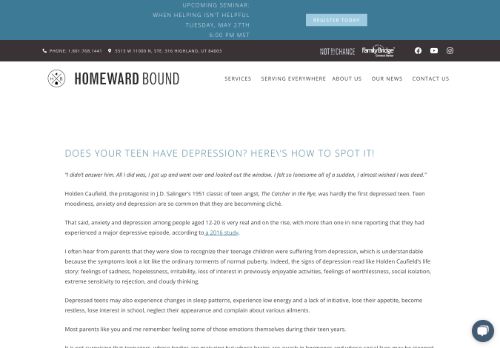 UPCOMING SEMINAR:
WHEN HELPING ISN'T HELPFUL
TUESDAY, MAY 27TH
6:00 PM MST
REGISTER TODAY
PHONE: 1.801.768.1441
5513 W 11000 N, STE. 316 HIGHLAND, UT 84003
NOT BY CHANCE
FamilyBridge
HOMEWARD BOUND
SERVICES
SERVING EVERYWHERE
ABOUT US
OUR NEWS
CONTACT US
DOES YOUR TEEN HAVE DEPRESSION? HERE\'S HOW TO SPOT IT!
"I didn't answer him. All I did was, I got up and went over and looked out the window. I felt so lonesome all of a sudden, I almost wished I was dead."
Holden Caufield, the protagonist in J.D. Salinger's 1951 classic of teen angst, The Catcher in the Rye, was hardly the first depressed teen. Teen
moodiness, anxiety and depression are so common that they are becoming cliché.
That said, anxiety and depression among people aged 12-20 is very real and on the rise, with more than one in nine reporting that they had
experienced a major depressive episode, according to a 2016 study.
I often hear from parents that they were slow to recognize their teenage children were suffering from depression, which is understandable
because the symptoms look a lot like the ordinary torments of normal puberty. Indeed, the signs of depression read like Holden Caufield's life
story: feelings of sadness, hopelessness, irritability, loss of interest in previously enjoyable activities, feelings of worthlessness, social isolation,
extreme sensitivity to rejection, and cloudy thinking.
Depressed teens may also experience changes in sleep patterns, experience low energy and a lack of initiative, lose their appetite, become
restless, lose interest in school, neglect their appearance and complain about various ailments.
Most parents like you and me remember feeling some of those emotions themselves during their teen years.